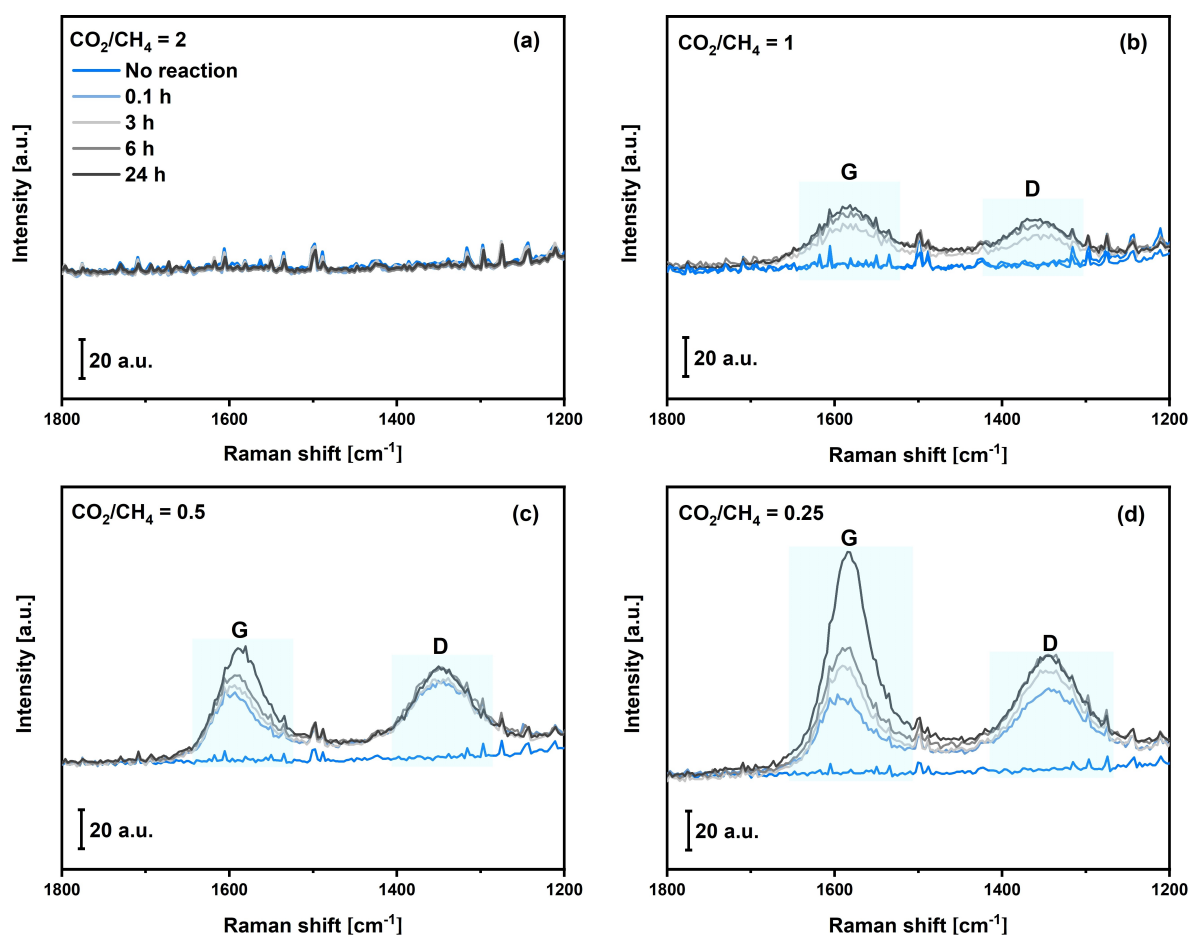 CO₂/CH₄ = 2
(a)
No reaction
0.1 h
3 h
6 h
24 h
Intensity [a.u.]
20 a.u.
1800
1600
1400
1200
Raman shift [cm⁻¹]
CO₂/CH₄ = 1
(b)
G
D
Intensity [a.u.]
20 a.u.
1800
1600
1400
1200
Raman shift [cm⁻¹]
CO₂/CH₄ = 0.5
(c)
G
D
Intensity [a.u.]
20 a.u.
1800
1600
1400
1200
Raman shift [cm⁻¹]
CO₂/CH₄ = 0.25
(d)
G
D
Intensity [a.u.]
20 a.u.
1800
1600
1400
1200
Raman shift [cm⁻¹]